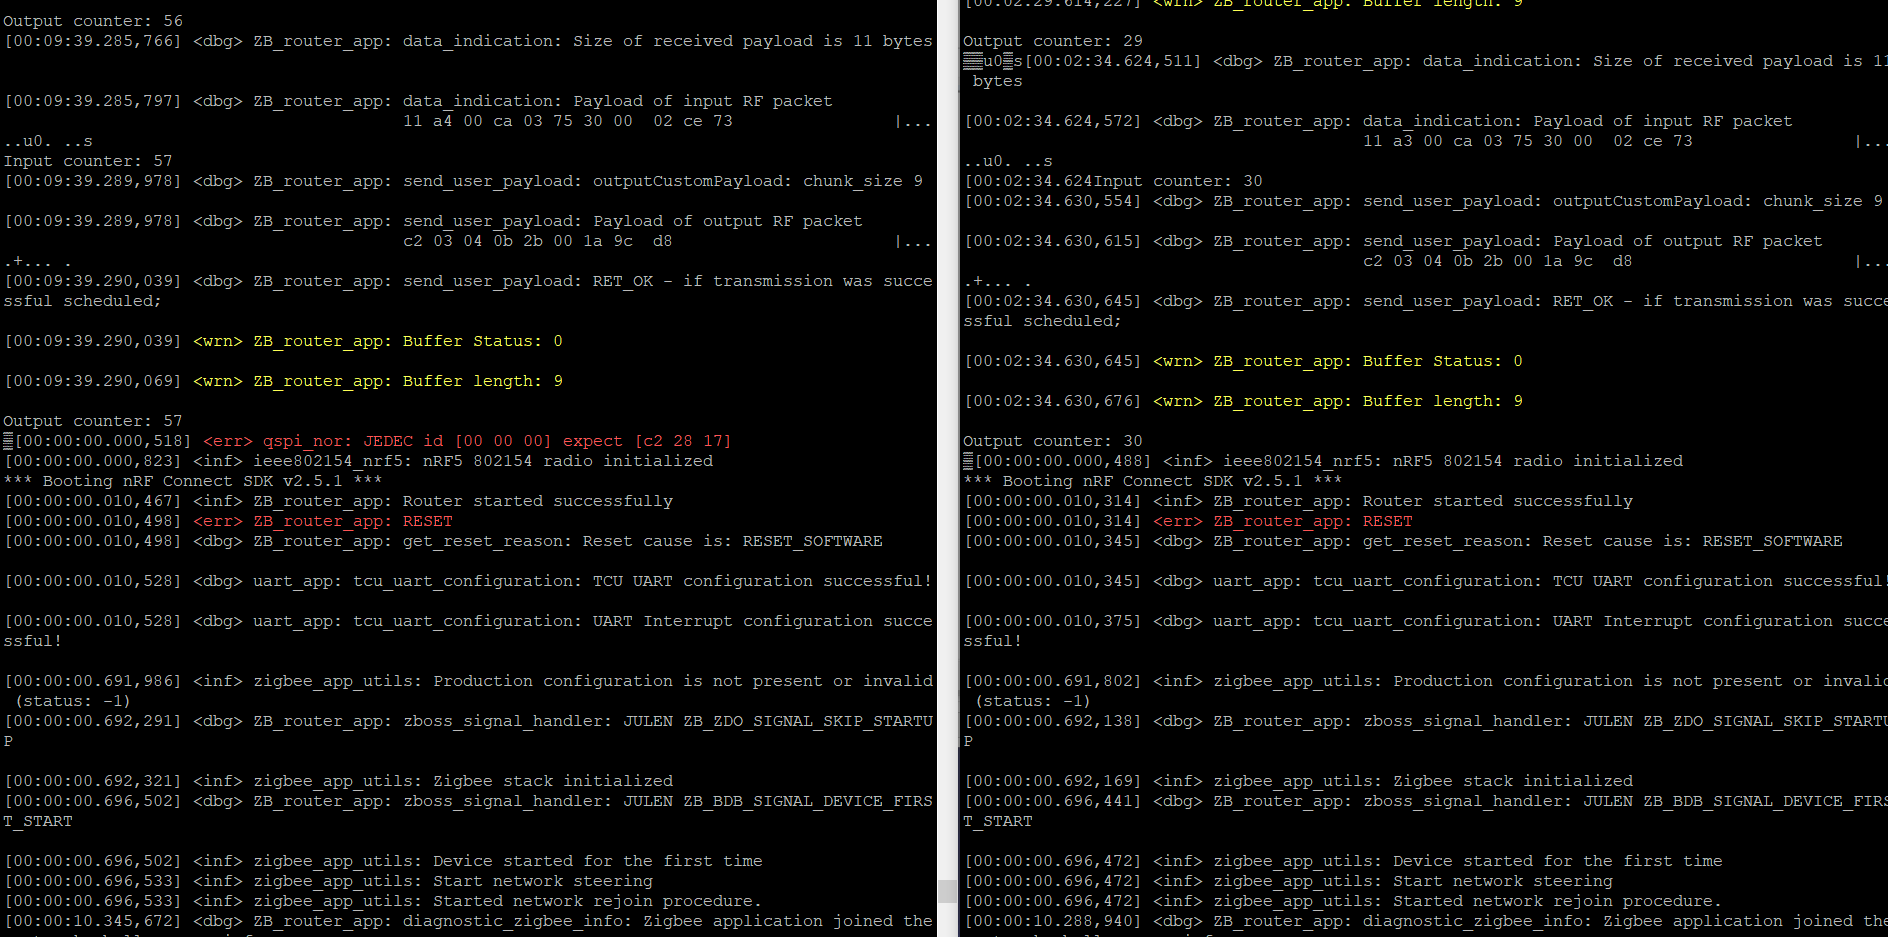 Output counter: 56
[00:09:39.285,766] <dbg> ZB_router_app: data_indication: Size of received payload is 11 bytes
[00:09:39.285,797] <dbg> ZB_router_app: data_indication: Payload of input RF packet
11 a4 00 ca 03 75 30 00  02 ce 73 |...
..u0. ..s
Input counter: 57
[00:09:39.289,978] <dbg> ZB_router_app: send_user_payload: outputCustomPayload: chunk_size 9
[00:09:39.289,978] <dbg> ZB_router_app: send_user_payload: Payload of output RF packet
c2 03 04 0b 2b 00 1a 9c  d8 |...
.+... .
[00:09:39.290,039] <dbg> ZB_router_app: send_user_payload: RET_OK - if transmission was succe
ssful scheduled;
[00:09:39.290,039] <wrn> ZB_router_app: Buffer Status: 0
[00:09:39.290,069] <wrn> ZB_router_app: Buffer length: 9
Output counter: 57
[00:00:00.000,518] <err> qspi_nor: JEDEC id [00 00 00] expect [c2 28 17]
[00:00:00.000,823] <inf> ieee802154_nrf5: nRF5 802154 radio initialized
*** Booting nRF Connect SDK v2.5.1 ***
[00:00:00.010,467] <inf> ZB_router_app: Router started successfully
[00:00:00.010,498] <err> ZB_router_app: RESET
[00:00:00.010,498] <dbg> ZB_router_app: get_reset_reason: Reset cause is: RESET_SOFTWARE
[00:00:00.010,528] <dbg> uart_app: tcu_uart_configuration: TCU UART configuration successful!
[00:00:00.010,528] <dbg> uart_app: tcu_uart_configuration: UART Interrupt configuration succe
ssful!
[00:00:00.691,986] <inf> zigbee_app_utils: Production configuration is not present or invalid
(status: -1)
[00:00:00.692,291] <dbg> ZB_router_app: zboss_signal_handler: JULEN ZB_ZDO_SIGNAL_SKIP_STARTU
P
[00:00:00.692,321] <inf> zigbee_app_utils: Zigbee stack initialized
[00:00:00.696,502] <dbg> ZB_router_app: zboss_signal_handler: JULEN ZB_BDB_SIGNAL_DEVICE_FIRS
T_START
[00:00:00.696,502] <inf> zigbee_app_utils: Device started for the first time
[00:00:00.696,533] <inf> zigbee_app_utils: Start network steering
[00:00:00.696,533] <inf> zigbee_app_utils: Started network rejoin procedure.
[00:00:10.345,672] <dbg> ZB_router_app: diagnostic_zigbee_info: Zigbee application joined the
[00:02:29.614,227] <wrn> ZB_router_app: Buffer length: 9
Output counter: 29
u0 s[00:02:34.624,511] <dbg> ZB_router_app: data_indication: Size of received payload is 11
bytes
[00:02:34.624,572] <dbg> ZB_router_app: data_indication: Payload of input RF packet
11 a3 00 ca 03 75 30 00  02 ce 73 |...
..u0. ..s
[00:02:34.624Input counter: 30
[00:02:34.630,554] <dbg> ZB_router_app: send_user_payload: outputCustomPayload: chunk_size 9
[00:02:34.630,615] <dbg> ZB_router_app: send_user_payload: Payload of output RF packet
c2 03 04 0b 2b 00 1a 9c  d8 |...
.+... .
[00:02:34.630,645] <dbg> ZB_router_app: send_user_payload: RET_OK - if transmission was succe
ssful scheduled;
[00:02:34.630,645] <wrn> ZB_router_app: Buffer Status: 0
[00:02:34.630,676] <wrn> ZB_router_app: Buffer length: 9
Output counter: 30
[00:00:00.000,488] <inf> ieee802154_nrf5: nRF5 802154 radio initialized
*** Booting nRF Connect SDK v2.5.1 ***
[00:00:00.010,314] <inf> ZB_router_app: Router started successfully
[00:00:00.010,314] <err> ZB_router_app: RESET
[00:00:00.010,345] <dbg> ZB_router_app: get_reset_reason: Reset cause is: RESET_SOFTWARE
[00:00:00.010,345] <dbg> uart_app: tcu_uart_configuration: TCU UART configuration successful!
[00:00:00.010,375] <dbg> uart_app: tcu_uart_configuration: UART Interrupt configuration succe
ssful!
[00:00:00.691,802] <inf> zigbee_app_utils: Production configuration is not present or invalid
(status: -1)
[00:00:00.692,138] <dbg> ZB_router_app: zboss_signal_handler: JULEN ZB_ZDO_SIGNAL_SKIP_STARTU
P
[00:00:00.692,169] <inf> zigbee_app_utils: Zigbee stack initialized
[00:00:00.696,441] <dbg> ZB_router_app: zboss_signal_handler: JULEN ZB_BDB_SIGNAL_DEVICE_FIRS
T_START
[00:00:00.696,472] <inf> zigbee_app_utils: Device started for the first time
[00:00:00.696,472] <inf> zigbee_app_utils: Start network steering
[00:00:00.696,472] <inf> zigbee_app_utils: Started network rejoin procedure.
[00:00:10.288,940] <dbg> ZB_router_app: diagnostic_zigbee_info: Zigbee application joined the